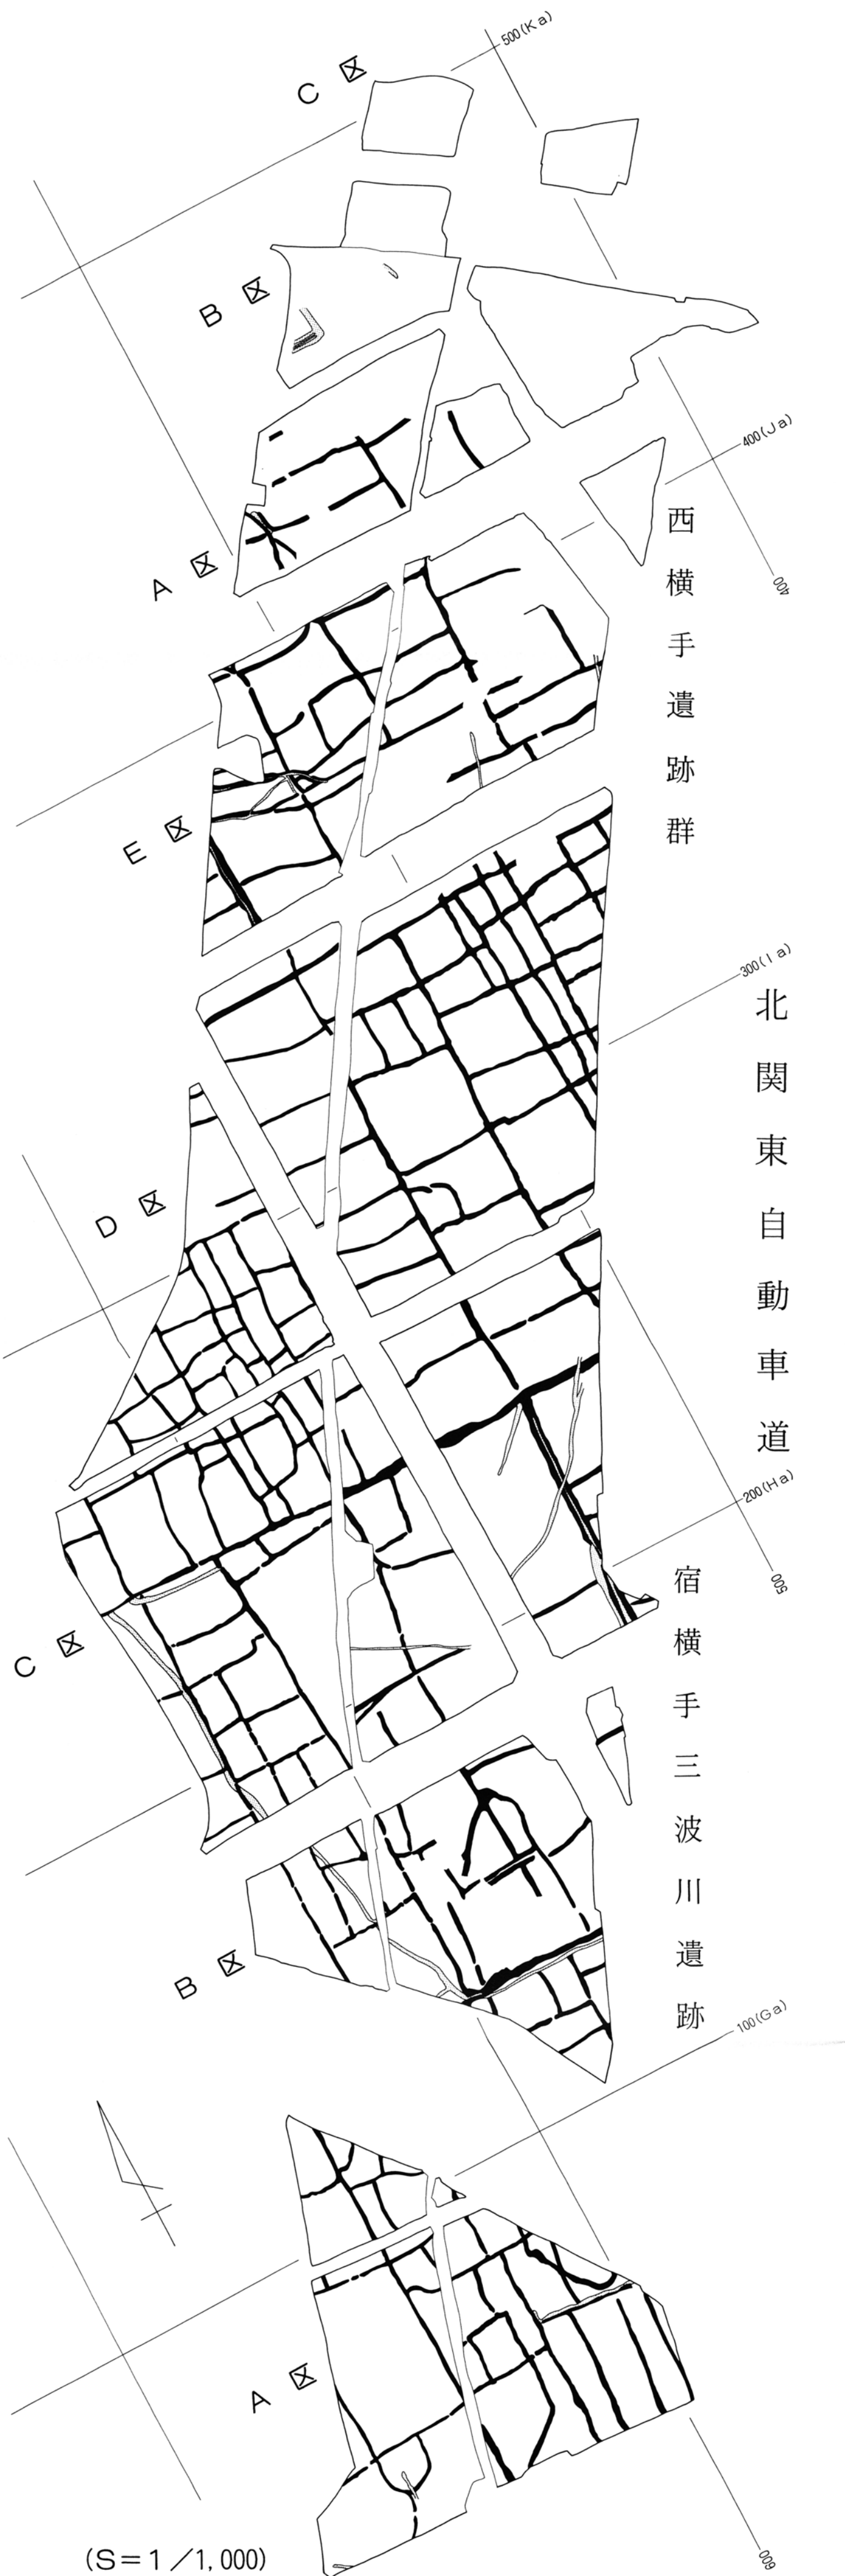 500(Ka)
C 区
B 区
400(Ja)
A 区
400
西横手遺跡群
E 区
300(Ia)
北関東自動車道
D 区
200(Ha)
500
宿横手三波川遺跡
C 区
B 区
100(Ga)
A 区
(S=1/1,000)
600